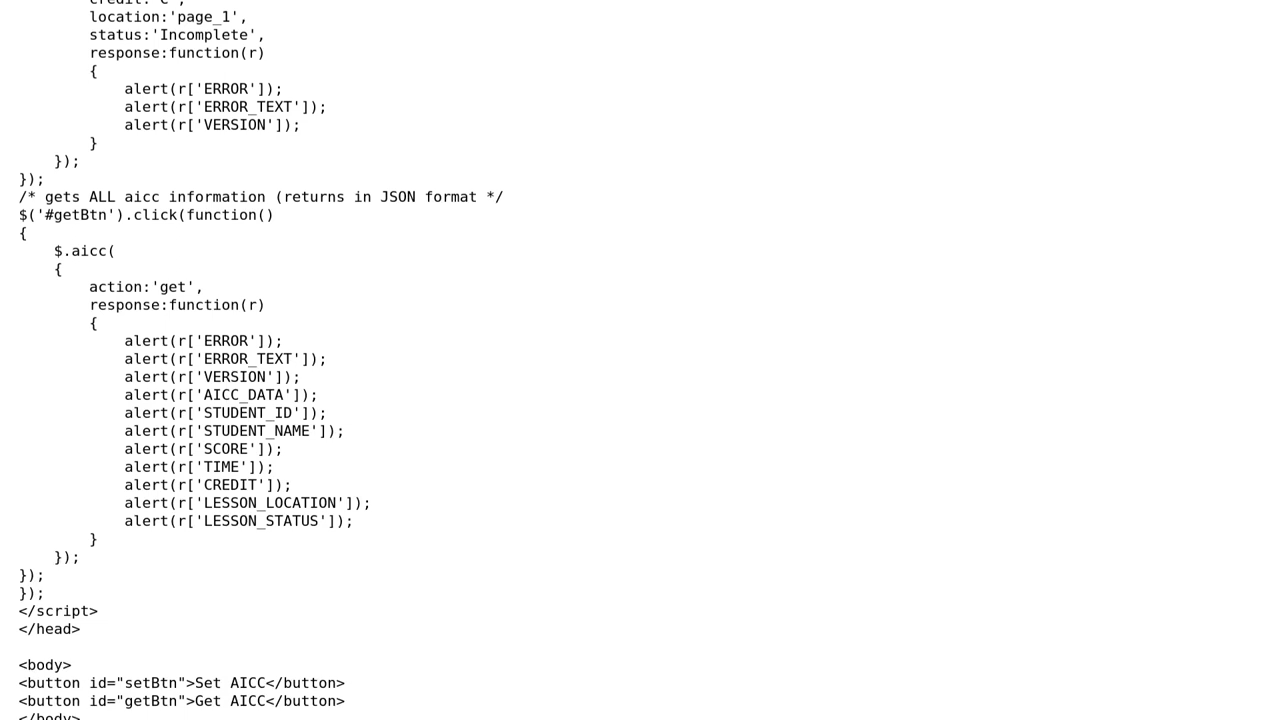 credit:'C',
location:'page_1',
status:'Incomplete',
response:function(r)
{
alert(r['ERROR']);
alert(r['ERROR_TEXT']);
alert(r['VERSION']);
}
});
});
/* gets ALL aicc information (returns in JSON format */
$('#getBtn').click(function()
{
$.aicc(
{
action:'get',
response:function(r)
{
alert(r['ERROR']);
alert(r['ERROR_TEXT']);
alert(r['VERSION']);
alert(r['AICC_DATA']);
alert(r['STUDENT_ID']);
alert(r['STUDENT_NAME']);
alert(r['SCORE']);
alert(r['TIME']);
alert(r['CREDIT']);
alert(r['LESSON_LOCATION']);
alert(r['LESSON_STATUS']);
}
});
});
});
</script>
</head>
<body>
<button id="setBtn">Set AICC</button>
<button id="getBtn">Get AICC</button>
</body>